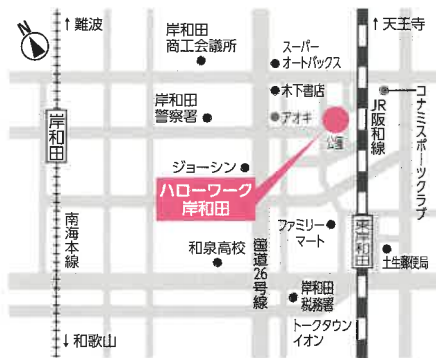 N
↑難波
岸和田
商工会議所
スーパー
オートバックス
↑天王寺
木下書店
岸和田
警察署
アオキ
公園
JR阪和線
コナミスポーツクラブ
岸和田
ジョーシン
ハローワーク
岸和田
ファミリー
マート
東岸和田
南海本線
和泉高校
国道26号線
土生郵便局
岸和田
税務署
トークタウン
イオン
↓和歌山